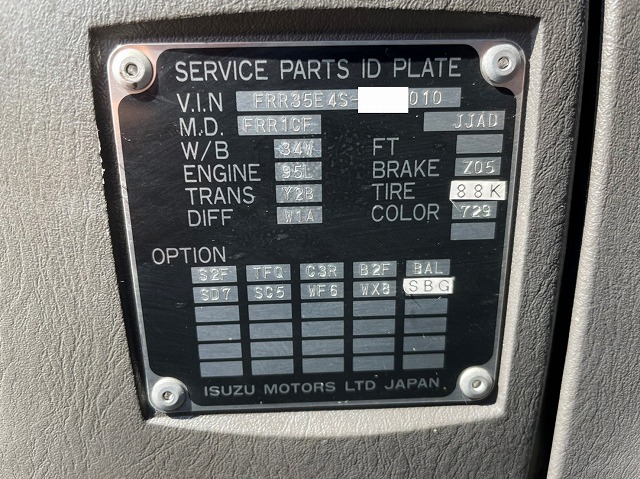 SERVICE PARTS ID PLATE
V.I.N FRR35E4S- 010
M.D. FRR1CF JJAD
W/B 34V FT
ENGINE 95L BRAKE Z05
TRANS Y2B TIRE 88K
DIFF W1A COLOR 729
OPTION
S2F TFQ C3R B2F BAL
SD7 SC5 WF6 WX8 SBG
ISUZU MOTORS LTD JAPAN